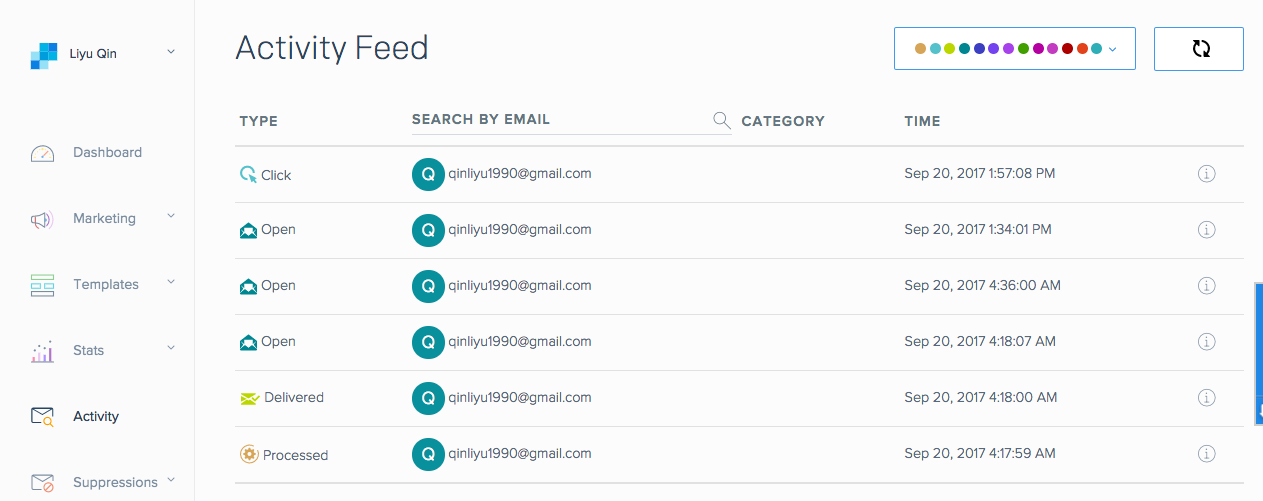 Liyu Qin
Activity Feed
TYPE SEARCH BY EMAIL CATEGORY TIME
Dashboard
Click Q qinliyu1990@gmail.com Sep 20, 2017 1:57:08 PM
Marketing
Open Q qinliyu1990@gmail.com Sep 20, 2017 1:34:01 PM
Templates
Open Q qinliyu1990@gmail.com Sep 20, 2017 4:36:00 AM
Stats
Open Q qinliyu1990@gmail.com Sep 20, 2017 4:18:07 AM
Activity
Delivered Q qinliyu1990@gmail.com Sep 20, 2017 4:18:00 AM
Suppressions
Processed Q qinliyu1990@gmail.com Sep 20, 2017 4:17:59 AM